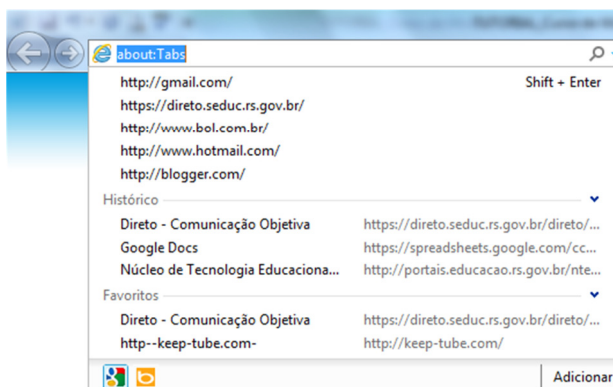 about:Tabs
http://gmail.com/ Shift + Enter
https://direto.seduc.rs.gov.br/
http://www.bol.com.br/
http://www.hotmail.com/
http://blogger.com/
Histórico
Direto - Comunicação Objetiva https://direto.seduc.rs.gov.br/direto/...
Google Docs https://spreadsheets.google.com/cc...
Núcleo de Tecnologia Educaciona... http://portais.educacao.rs.gov.br/nte...
Favoritos
Direto - Comunicação Objetiva https://direto.seduc.rs.gov.br/direto/...
http--keep-tube.com- http://keep-tube.com/
Adicionar